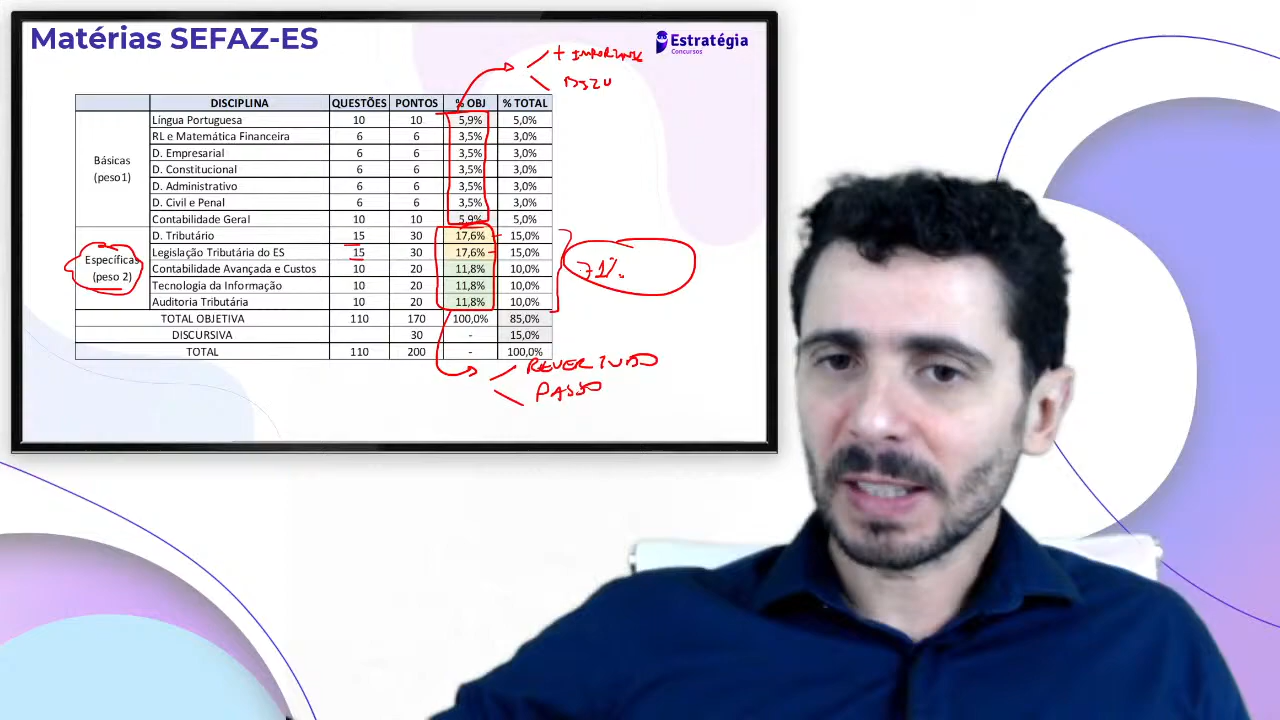 Matérias SEFAZ-ES
Estratégia
Concursos
+ IMPORTANTE
DISCIPLINA QUESTÕES PONTOS % OBJ % TOTAL
Básicas
(peso1)
Língua Portuguesa 10 10 5,9% 5,0%
RL e Matemática Financeira 6 6 3,5% 3,0%
D. Empresarial 6 6 3,5% 3,0%
D. Constitucional 6 6 3,5% 3,0%
D. Administrativo 6 6 3,5% 3,0%
D. Civil e Penal 6 6 3,5% 3,0%
Contabilidade Geral 10 10 5,9% 5,0%
Específicas
(peso 2)
D. Tributário 15 30 17,6% 15,0%
Legislação Tributária do ES 15 30 17,6% 15,0%
Contabilidade Avançada e Custos 10 20 11,8% 10,0%
Tecnologia da Informação 10 20 11,8% 10,0%
Auditoria Tributária 10 20 11,8% 10,0%
71%
TOTAL OBJETIVA 110 170 100,0% 85,0%
DISCURSIVA 30 - 15,0%
TOTAL 110 200 - 100,0%
PASSO